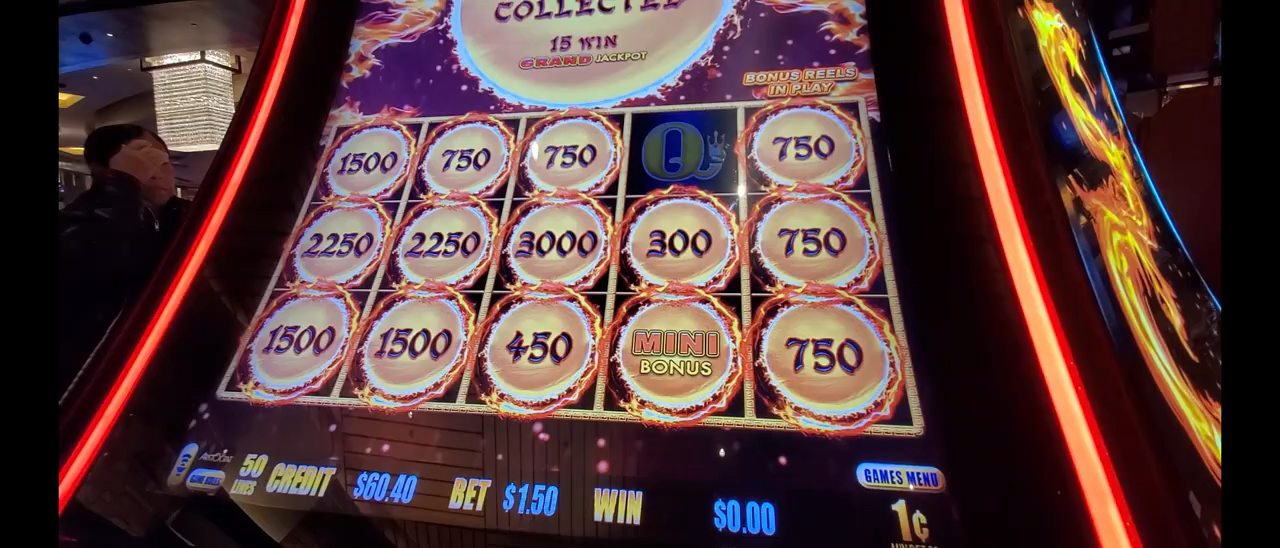 COLLECTED
15 WIN
GRAND JACKPOT
BONUS REELS
IN PLAY
1500 750 750 Q 750
2250 2250 3000 300 750
1500 1500 450 MINI BONUS 750
50 LINES CREDIT $60.40 BET $1.50 WIN $0.00
GAMES MENU
1¢